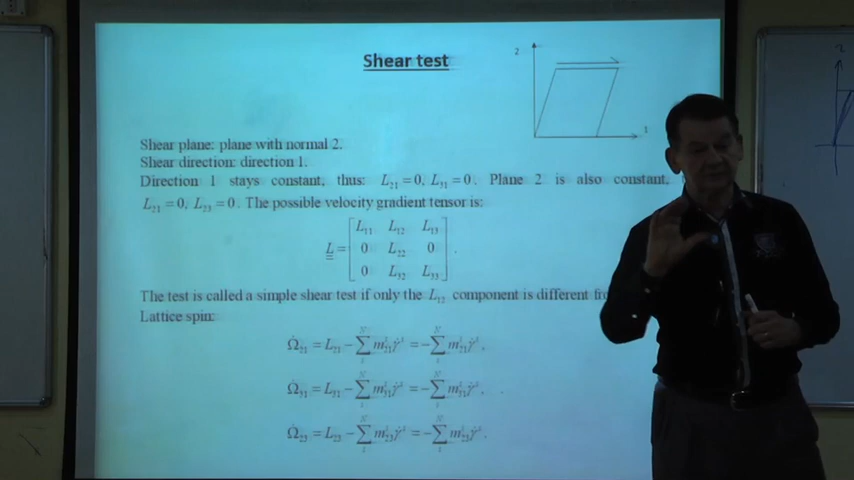 Shear test
2
1
2
Shear plane: plane with normal 2.
Shear direction: direction 1.
Direction 1 stays constant, thus: L₂₁ = 0, L₃₁ = 0. Plane 2 is also constant,
L₂₁ = 0, L₂₃ = 0. The possible velocity gradient tensor is:
L = [ L₁₁ L₁₂ L₁₃
0 L₂₂ 0
0 L₃₂ L₃₃ ].
The test is called a simple shear test if only the L₁₂ component is different
Lattice spin:
Ω̇₂₁ = L₂₁ − ∑ m₂₁ γ̇ = −∑ m₂₁ γ̇ ,
Ω̇₃₁ = L₃₁ − ∑ m₃₁ γ̇ = −∑ m₃₁ γ̇ ,
Ω̇₂₃ = L₂₃ − ∑ m₂₃ γ̇ = −∑ m₂₃ γ̇ .